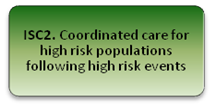 ISC2. Coordinated care for
high risk populations
following high risk events